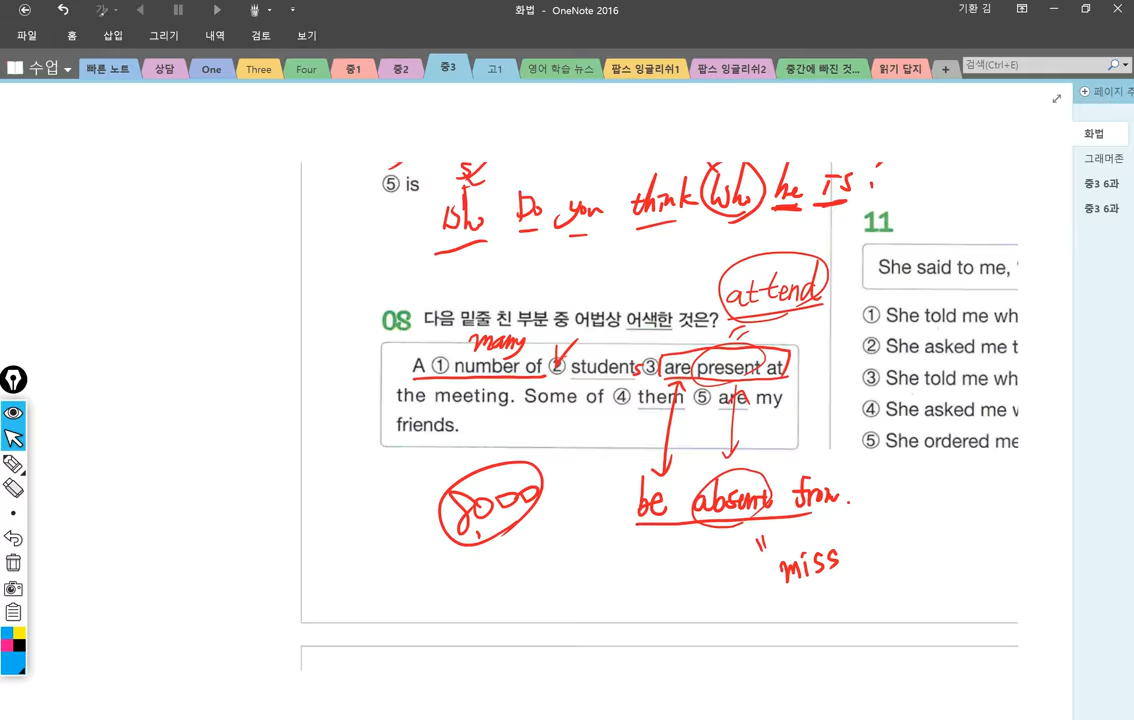 화법 - OneNote 2016
기환 김
파일 홈 삽입 그리기 내역 검토 보기
수업 빠른 노트 상담 One Three Four 중1 중2 중3 고1 영어 학습 뉴스 팝스 잉글리쉬1 팝스 잉글리쉬2 중간에 빠진 것... 읽기 답지 + 검색(Ctrl+E)
페이지 추
화법
그래머존
중3 6과
중3 6과
⑤ is
Who Do you think who he is ?
attend
08 다음 밑줄 친 부분 중 어법상 어색한 것은?
many
A ① number of ② students ③ are present at
the meeting. Some of ④ them ⑤ are my
friends.
be absent from.
miss
11
She said to me, "
① She told me wh
② She asked me t
③ She told me wh
④ She asked me w
⑤ She ordered me